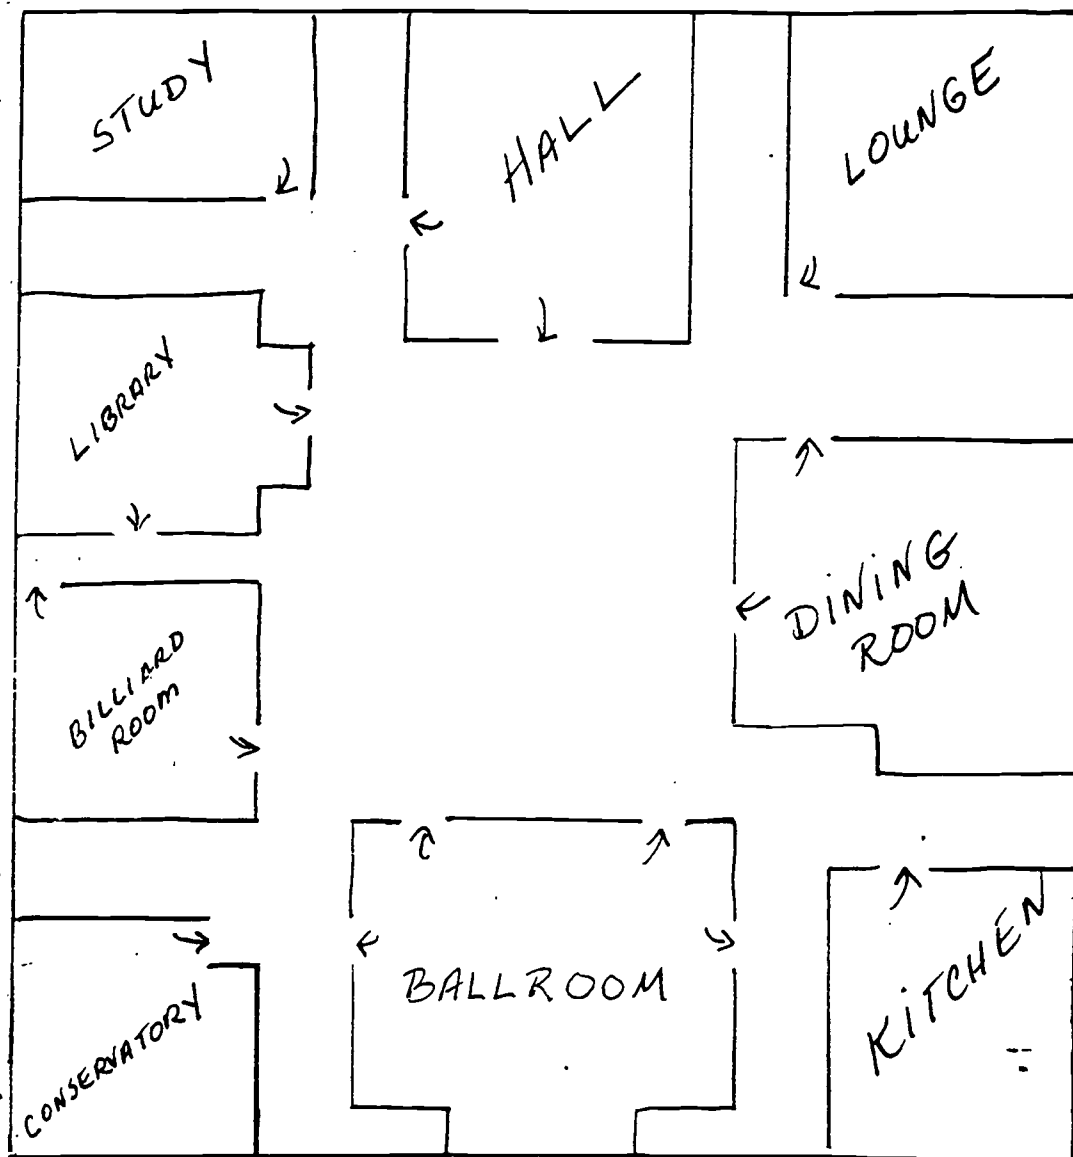 STUDY
HALL
LOUNGE
LIBRARY
DINING
ROOM
BILLIARD
ROOM
BALLROOM
KITCHEN
CONSERVATORY